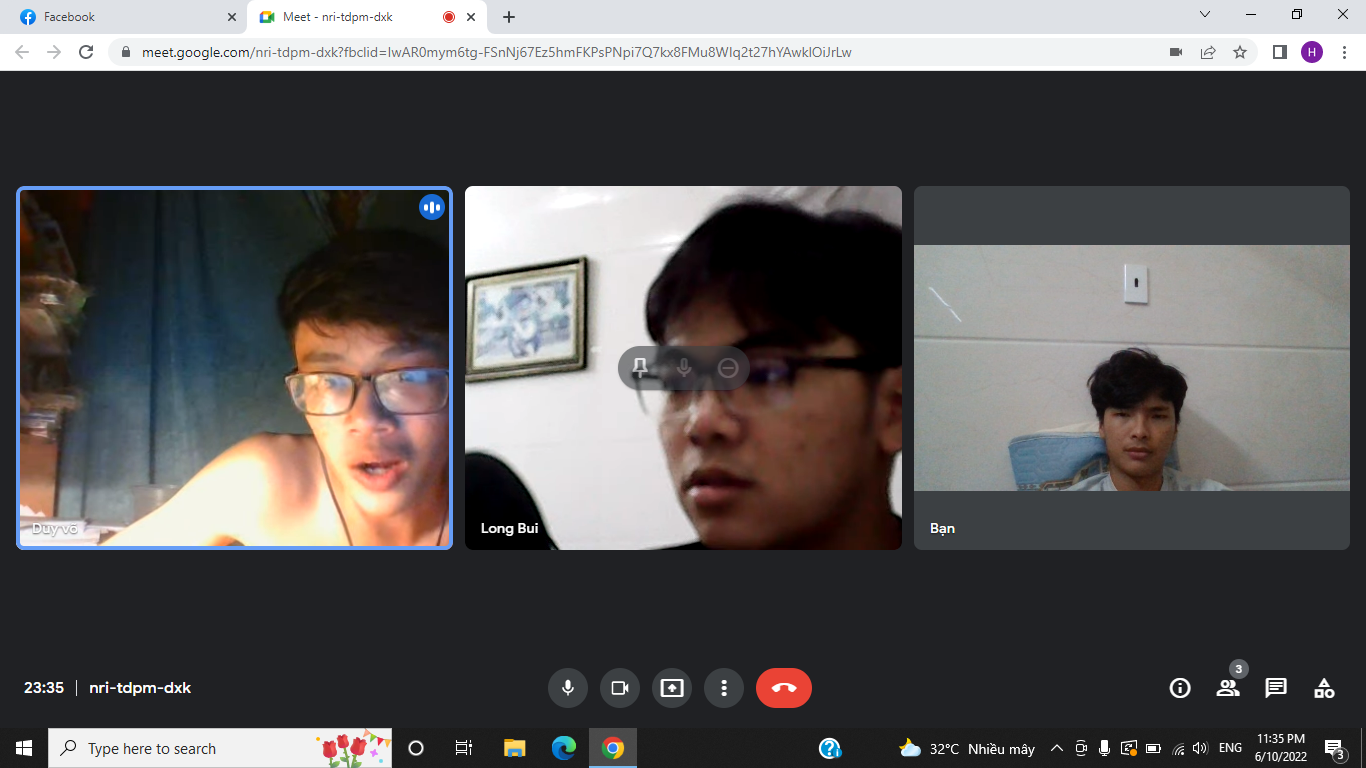 Facebook
Meet - nri-tdpm-dxk
meet.google.com/nri-tdpm-dxk?fbclid=IwAR0mym6tg-FSnNj67Ez5hmFKPsPNpi7Q7kx8FMu8WIq2t27hYAwklOiJrLw
H
Duy võ
Long Bui
Bạn
23:35 | nri-tdpm-dxk
3
Type here to search
32°C Nhiều mây
ENG
11:35 PM
6/10/2022
3